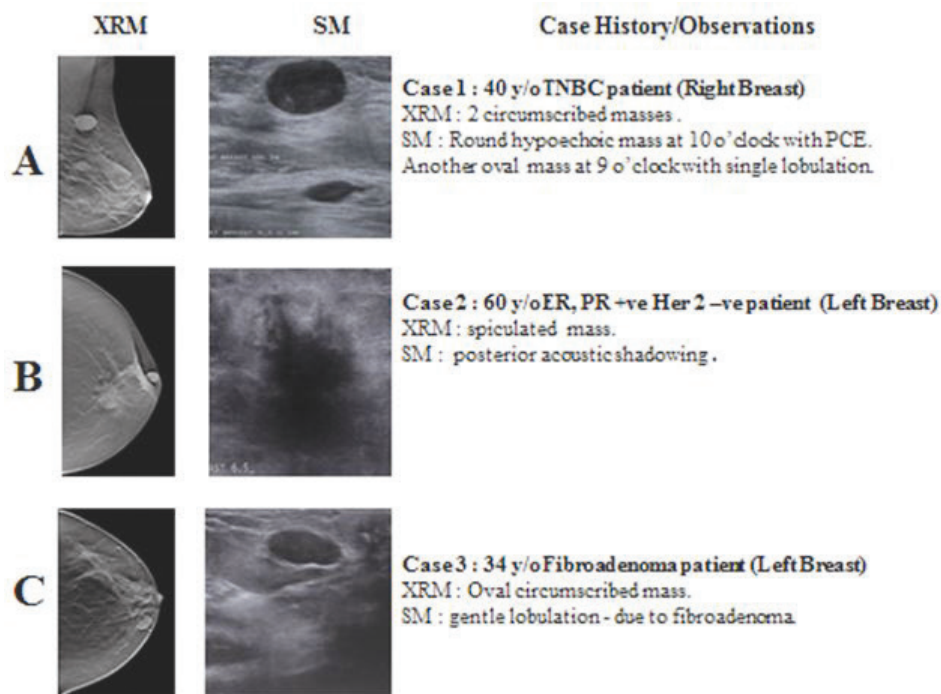 XRM SM Case History/Observations
A
Case 1 : 40 y/o TNBC patient (Right Breast)
XRM : 2 circumscribed masses .
SM : Round hypoechoic mass at 10 o'clock with PCE.
Another oval mass at 9 o'clock with single lobulation.
B
Case 2 : 60 y/o ER, PR +ve Her 2 –ve patient (Left Breast)
XRM : spiculated mass.
SM : posterior acoustic shadowing .
C
Case 3 : 34 y/o Fibroadenoma patient (Left Breast)
XRM : Oval circumscribed mass.
SM : gentle lobulation - due to fibroadenoma.